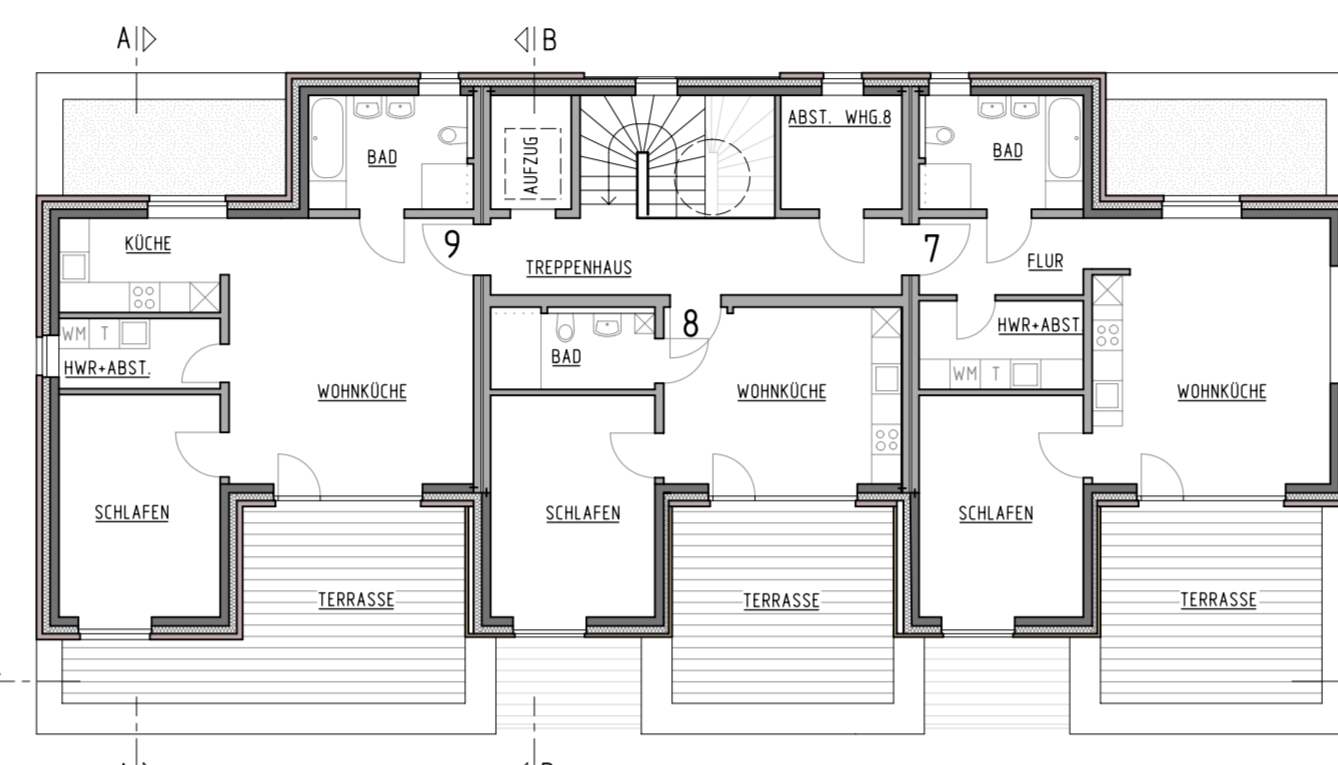 A B
ABST. WHG.8
AUFZUG
BAD
BAD
KÜCHE
9
7
TREPPENHAUS
FLUR
WM T
HWR+ABST.
8
HWR+ABST.
BAD
WM T
WOHNKÜCHE
WOHNKÜCHE
WOHNKÜCHE
SCHLAFEN
SCHLAFEN
SCHLAFEN
TERRASSE
TERRASSE
TERRASSE